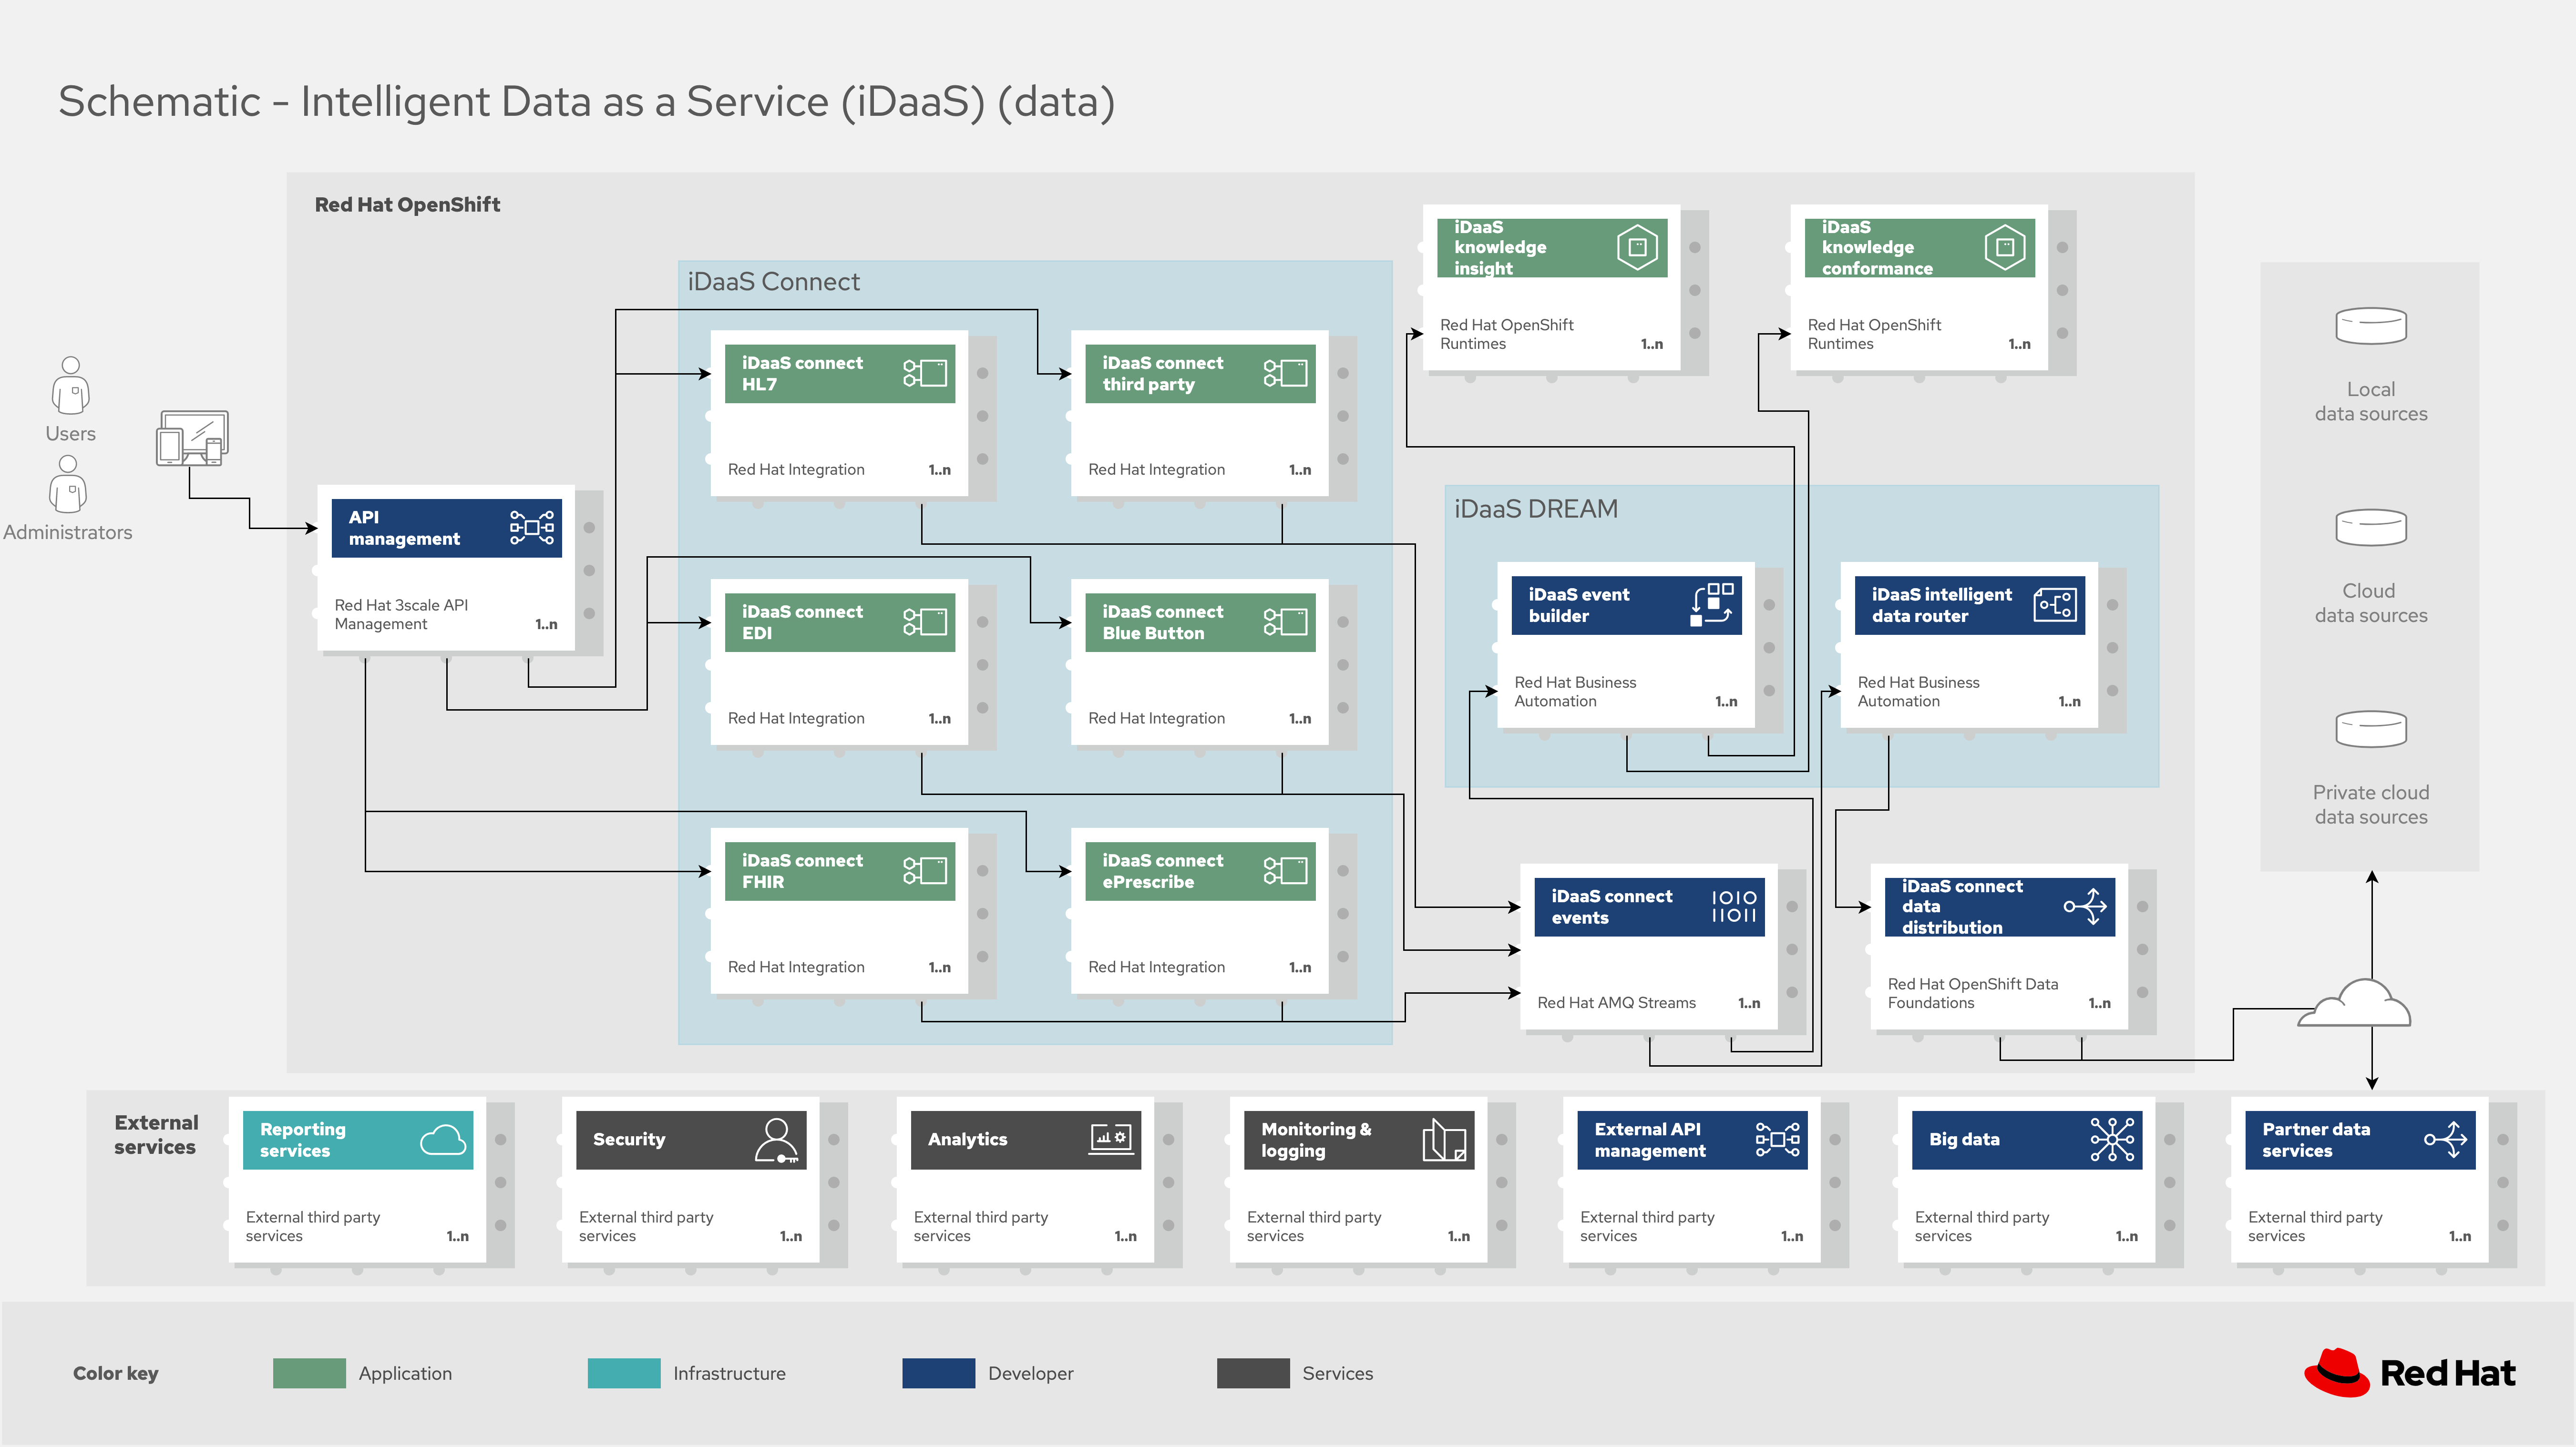 Schematic - Intelligent Data as a Service (iDaaS) (data)
Red Hat OpenShift
Users
Administrators
API
management
Red Hat 3scale API
Management
1..n
iDaaS Connect
iDaaS connect
HL7
Red Hat Integration
1..n
iDaaS connect
third party
Red Hat Integration
1..n
iDaaS connect
EDI
Red Hat Integration
1..n
iDaaS connect
Blue Button
Red Hat Integration
1..n
iDaaS connect
FHIR
Red Hat Integration
1..n
iDaaS connect
ePrescribe
Red Hat Integration
1..n
iDaaS
knowledge
insight
Red Hat OpenShift
Runtimes
1..n
iDaaS
knowledge
conformance
Red Hat OpenShift
Runtimes
1..n
iDaaS DREAM
iDaaS event
builder
Red Hat Business
Automation
1..n
iDaaS intelligent
data router
Red Hat Business
Automation
1..n
iDaaS connect
events
IOIO
IIOII
Red Hat AMQ Streams
1..n
iDaaS connect
data
distribution
Red Hat OpenShift Data
Foundations
1..n
Local
data sources
Cloud
data sources
Private cloud
data sources
External
services
Reporting
services
External third party
services
1..n
Security
External third party
services
1..n
Analytics
External third party
services
1..n
Monitoring &
logging
External third party
services
1..n
External API
management
External third party
services
1..n
Big data
External third party
services
1..n
Partner data
services
External third party
services
1..n
Color key
Application
Infrastructure
Developer
Services
Red Hat